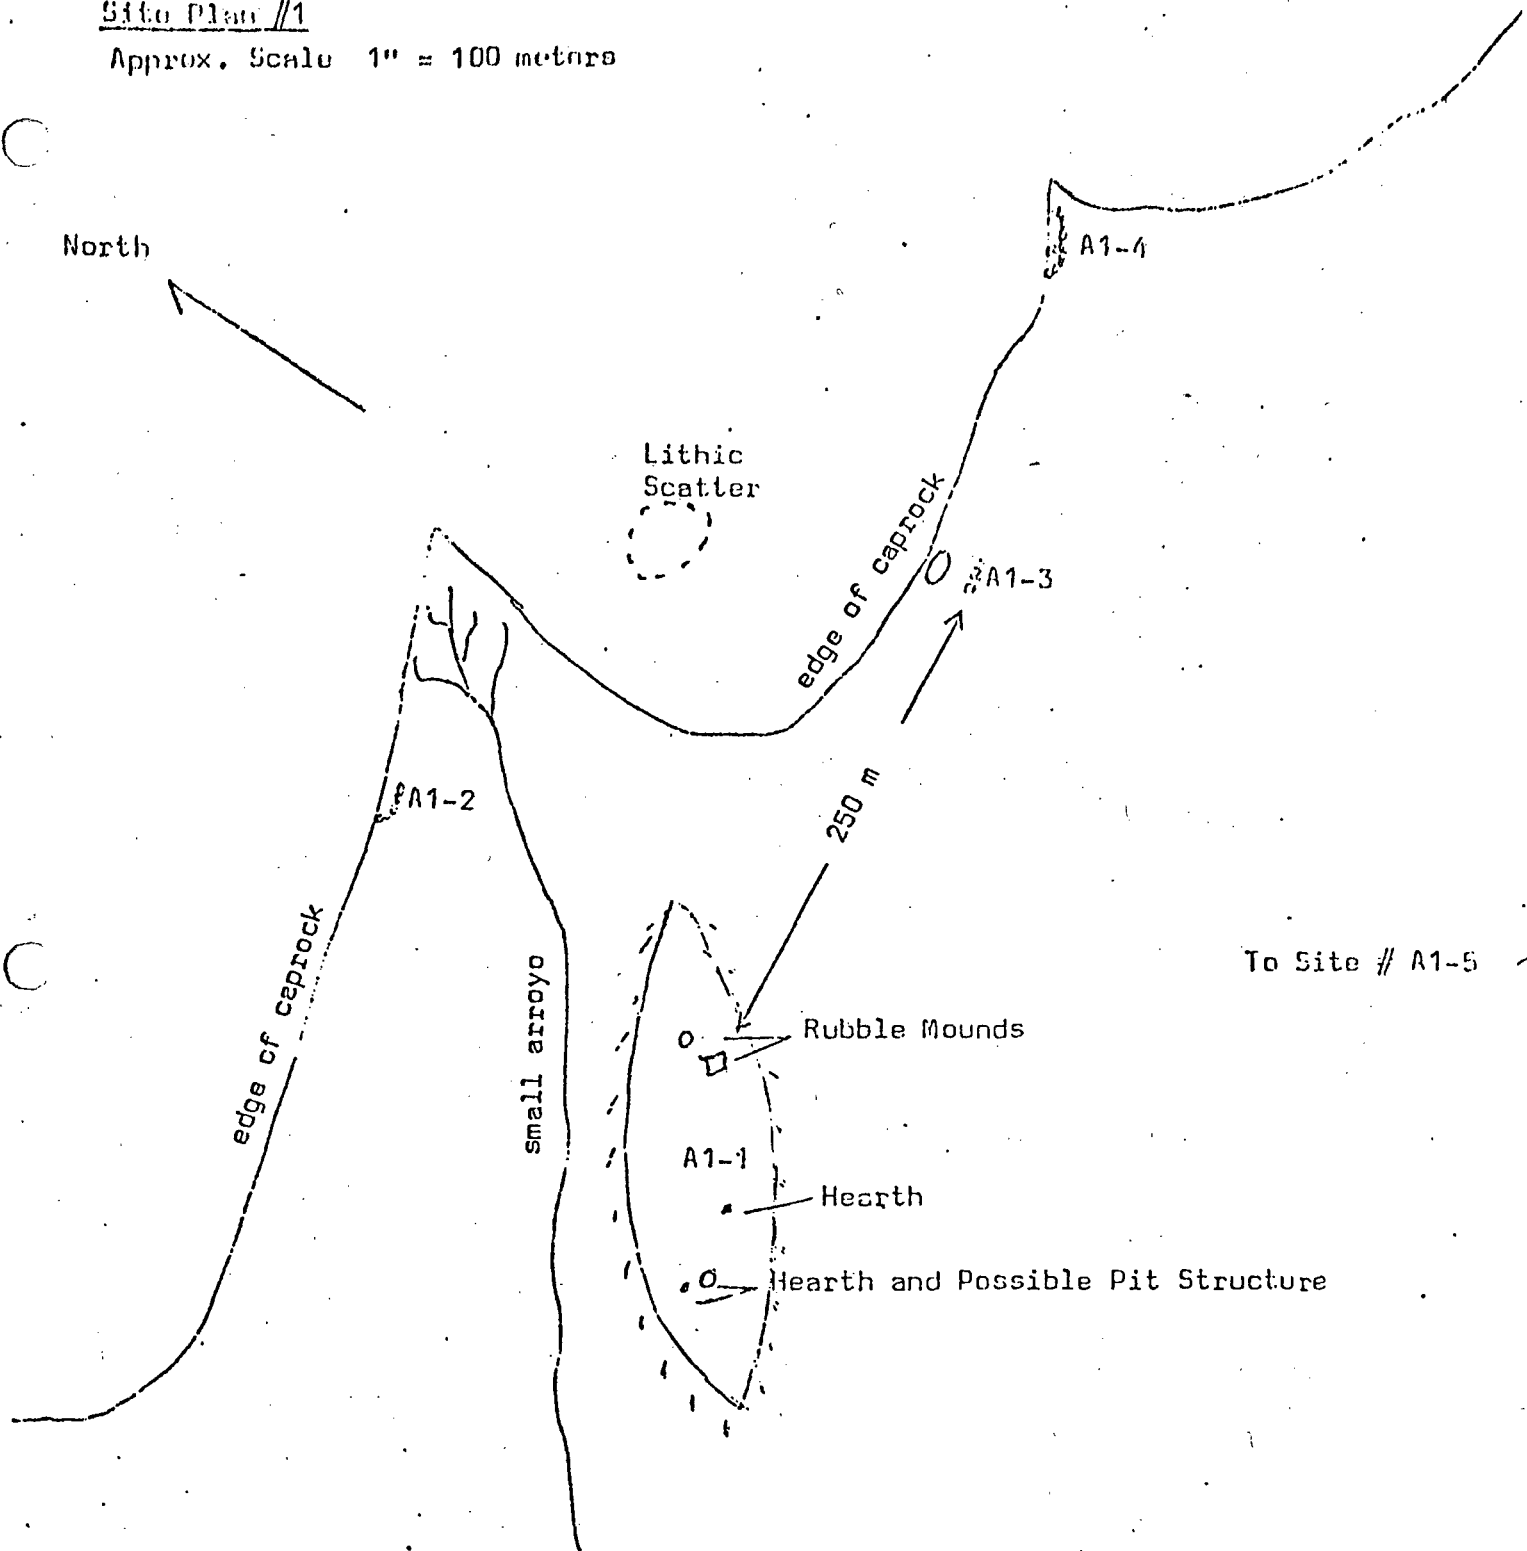 Site Plan #1
Approx. Scale 1" = 100 meters
North
A1-4
Lithic
Scatter
edge of caprock
A1-3
250 m
A1-2
edge of caprock
small arroyo
To Site # A1-5
Rubble Mounds
A1-1
Hearth
Hearth and Possible Pit Structure